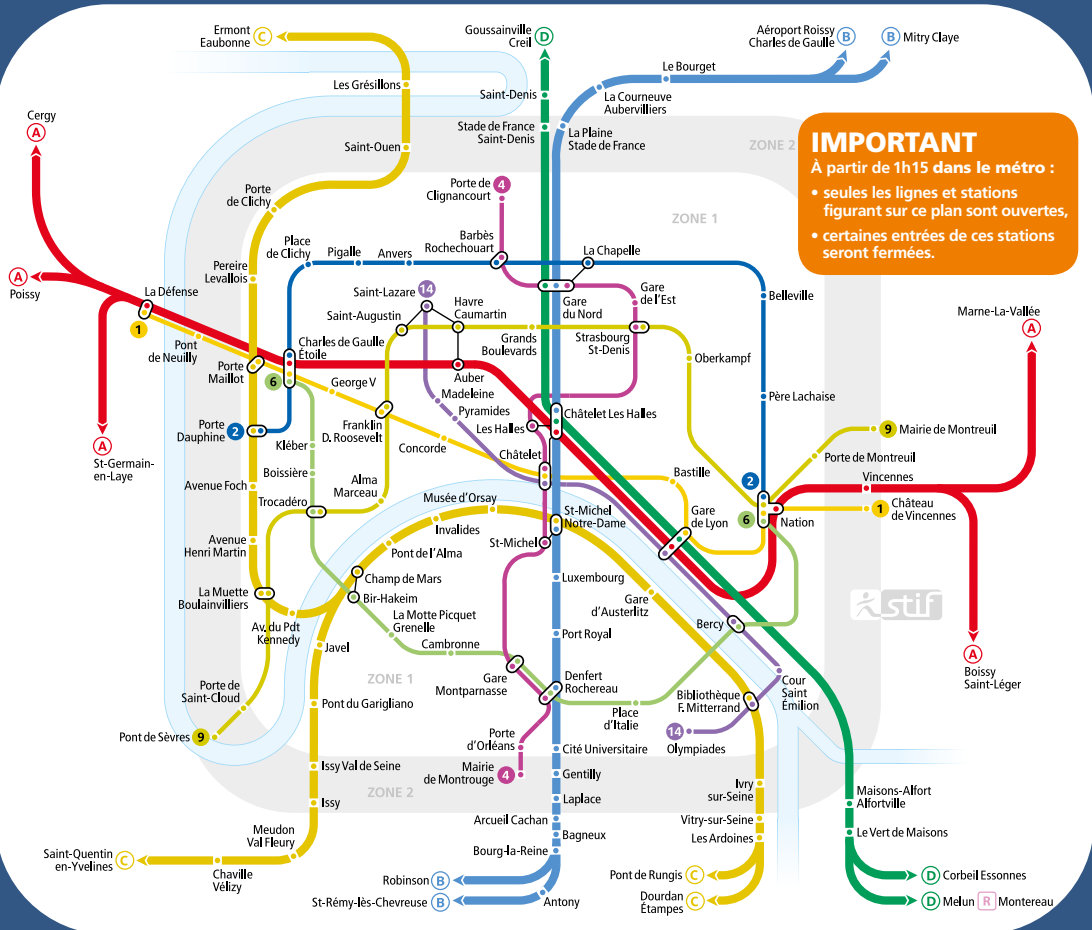 Ermont
Eaubonne
C
Goussainville
Creil
D
Aéroport Roissy
Charles de Gaulle
B
B
Mitry Claye
Le Bourget
Les Grésillons
Saint-Denis
La Courneuve
Aubervilliers
Cergy
A
Stade de France
Saint-Denis
La Plaine
Stade de France
Saint-Ouen
ZONE 2
IMPORTANT
À partir de 1h15 dans le métro :
• seules les lignes et stations
figurant sur ce plan sont ouvertes,
• certaines entrées de ces stations
seront fermées.
Porte
de Clichy
Porte de
Clignancourt
4
ZONE 1
Place
de Clichy
Pigalle
Anvers
Barbès
Rochechouart
La Chapelle
Pereire
Levallois
A
Poissy
La Défense
1
Saint-Lazare
14
Havre
Caumartin
Saint-Augustin
Gare
du Nord
Gare
de l'Est
Belleville
Marne-La-Vallée
A
Pont
de Neuilly
Porte
Maillot
Charles de Gaulle
Étoile
6
Grands
Boulevards
Strasbourg
St-Denis
Oberkampf
George V
Auber
Madeleine
Pyramides
Les Halles
Châtelet Les Halles
Père Lachaise
Porte
Dauphine
2
Franklin
D. Roosevelt
Concorde
Châtelet
9
Mairie de Montreuil
Porte de Montreuil
A
St-Germain-
en-Laye
Kléber
Boissière
Avenue Foch
Trocadéro
Alma
Marceau
Musée d'Orsay
Bastille
2
Vincennes
1
Château
de Vincennes
Invalides
St-Michel
Notre-Dame
Gare
de Lyon
6
Nation
Avenue
Henri Martin
Pont de l'Alma
St-Michel
La Muette
Boulainvilliers
Champ de Mars
Bir-Hakeim
Luxembourg
stif
Av. du Pdt
Kennedy
La Motte Picquet
Grenelle
Gare
d'Austerlitz
Bercy
Javel
Cambronne
Port Royal
A
Boissy
Saint-Léger
Porte de
Saint-Cloud
ZONE 1
Gare
Montparnasse
Denfert
Rochereau
Cour
Saint
Émilion
Pont du Garigliano
Place
d'Italie
Bibliothèque
F. Mitterrand
Pont de Sèvres
9
Porte
d'Orléans
14
Olympiades
Cité Universitaire
Issy Val de Seine
Mairie
de Montrouge
4
Gentilly
Ivry
sur-Seine
ZONE 2
Issy
Laplace
Maisons-Alfort
Alfortville
Arcueil Cachan
Vitry-sur-Seine
Meudon
Val Fleury
Bagneux
Les Ardoines
Le Vert de Maisons
Bourg-la-Reine
Saint-Quentin
en-Yvelines
C
Chaville
Vélizy
Robinson
B
Pont de Rungis
C
D
Corbeil Essonnes
St-Rémy-lès-Chevreuse
B
Antony
Dourdan
Étampes
C
D
Melun
R
Montereau